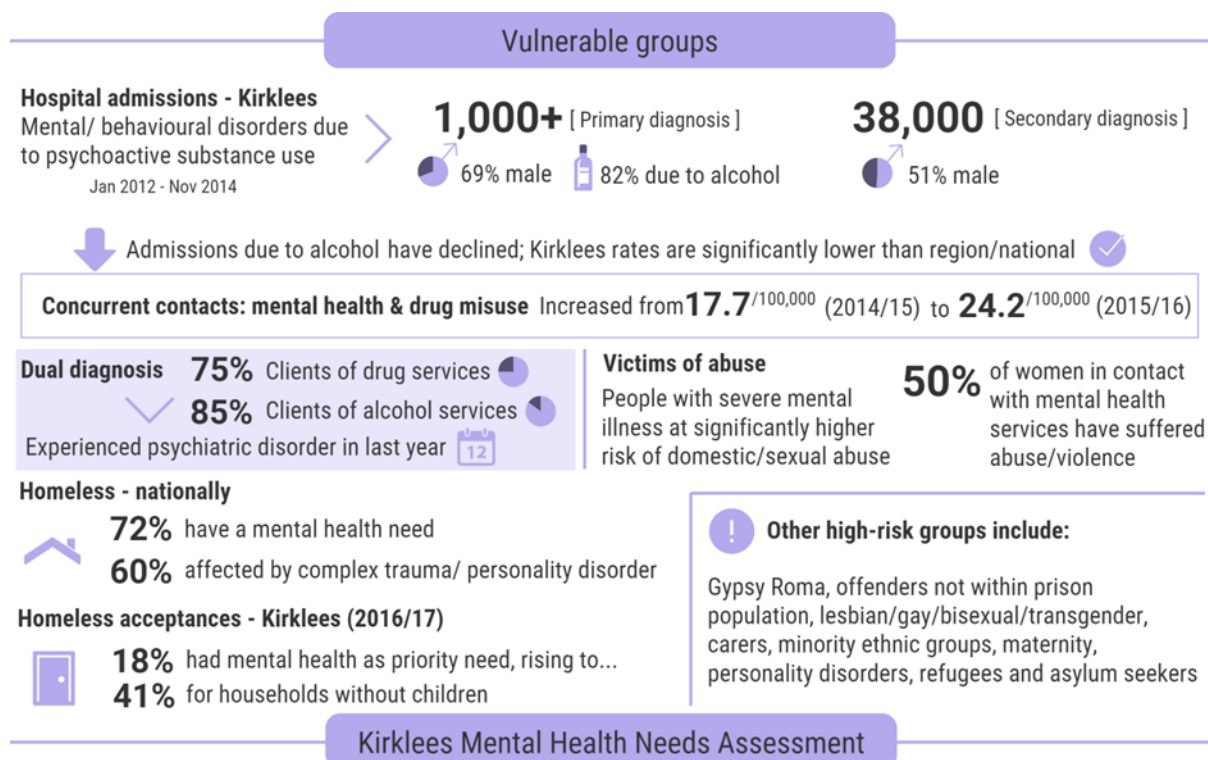 Vulnerable groups
Hospital admissions - Kirklees
Mental/ behavioural disorders due
to psychoactive substance use
Jan 2012 - Nov 2014
1,000+ [ Primary diagnosis ]
69% male
82% due to alcohol
38,000 [ Secondary diagnosis ]
51% male
Admissions due to alcohol have declined; Kirklees rates are significantly lower than region/national
Concurrent contacts: mental health & drug misuse Increased from 17.7/100,000 (2014/15) to 24.2/100,000 (2015/16)
Dual diagnosis 75% Clients of drug services
85% Clients of alcohol services
Experienced psychiatric disorder in last year 12
Victims of abuse
People with severe mental
illness at significantly higher
risk of domestic/sexual abuse
50% of women in contact
with mental health
services have suffered
abuse/violence
Homeless - nationally
72% have a mental health need
60% affected by complex trauma/ personality disorder
Homeless acceptances - Kirklees (2016/17)
18% had mental health as priority need, rising to...
41% for households without children
! Other high-risk groups include:
Gypsy Roma, offenders not within prison
population, lesbian/gay/bisexual/transgender,
carers, minority ethnic groups, maternity,
personality disorders, refugees and asylum seekers
Kirklees Mental Health Needs Assessment